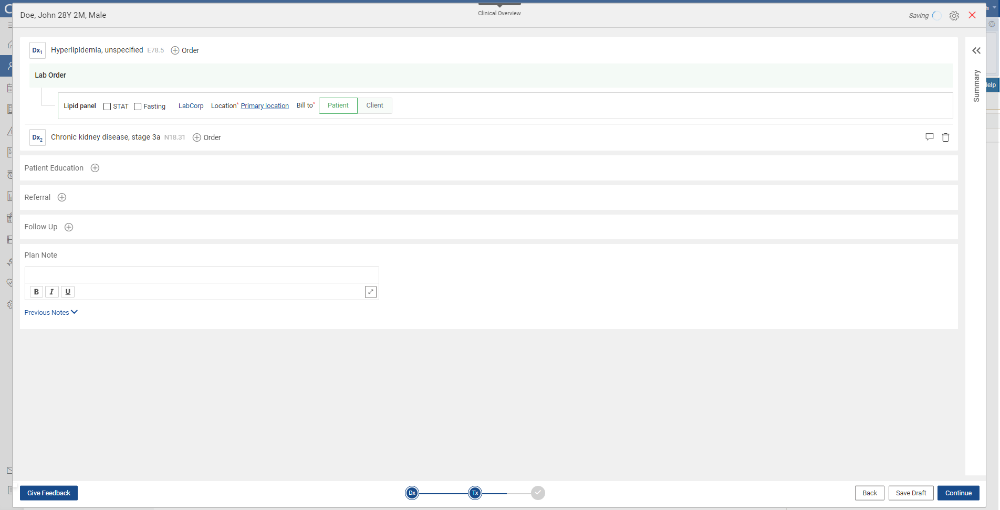 Doe, John 28Y 2M, Male
Clinical Overview
Saving
Dx1 Hyperlipidemia, unspecified E78.5 Order
Lab Order
Lipid panel STAT Fasting LabCorp Location* Primary location Bill to* Patient Client
Dx2 Chronic kidney disease, stage 3a N18.31 Order
Patient Education
Referral
Follow Up
Plan Note
B I U
Previous Notes
Summary
Give Feedback
Dx Tx
Back Save Draft Continue